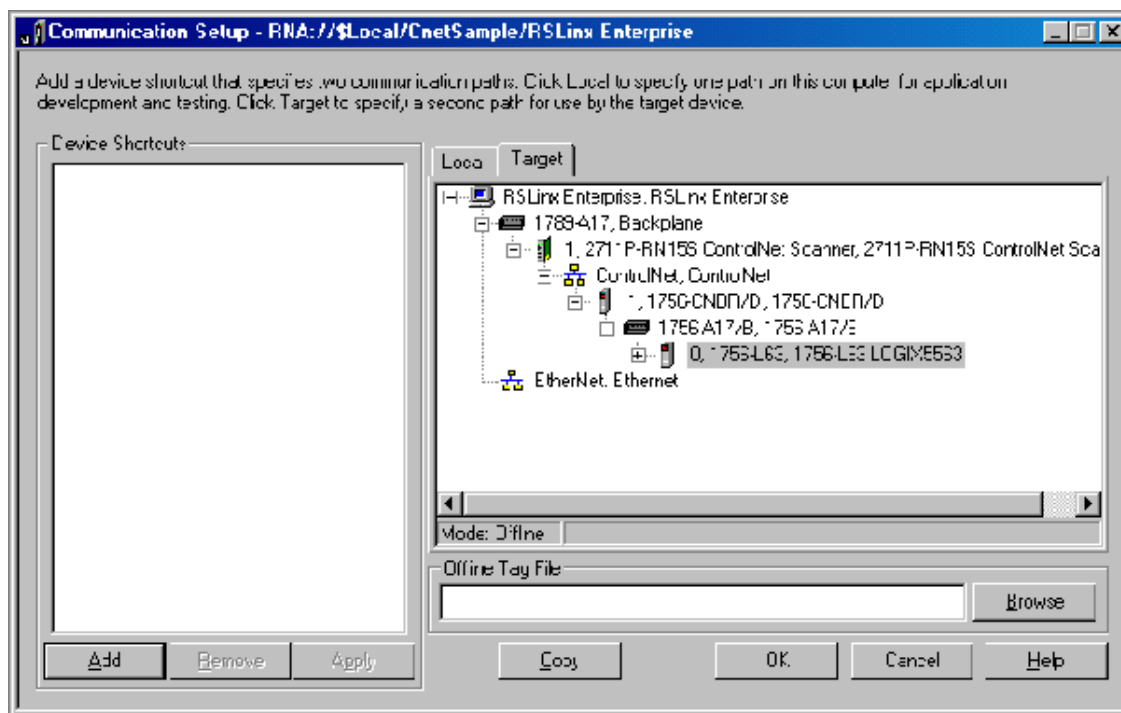 Communication Setup - RNA://$Local/CnetSample/RSLinx Enterprise
Add a device shortcut that specifies two communication paths. Click Local to specify one path on this computer for application
development and testing. Click Target to specify a second path for use by the target device.
Device Shortcuts
Local Target
RSLinx Enterprise, RSLinx Enterprise
1789-A17, Backplane
1, 2711P-RN15S ControlNet Scanner, 2711P-RN15S ControlNet Sca
ControlNet, ControlNet
1, 1756-CNBR/D, 1756-CNBR/D
1756-A17/B, 1756-A17/B
0, 1756-L63, 1756-L63 LOGIX5563
EtherNet, Ethernet
Mode: Offline
Offline Tag File
Browse
Add Remove Apply Copy OK Cancel Help